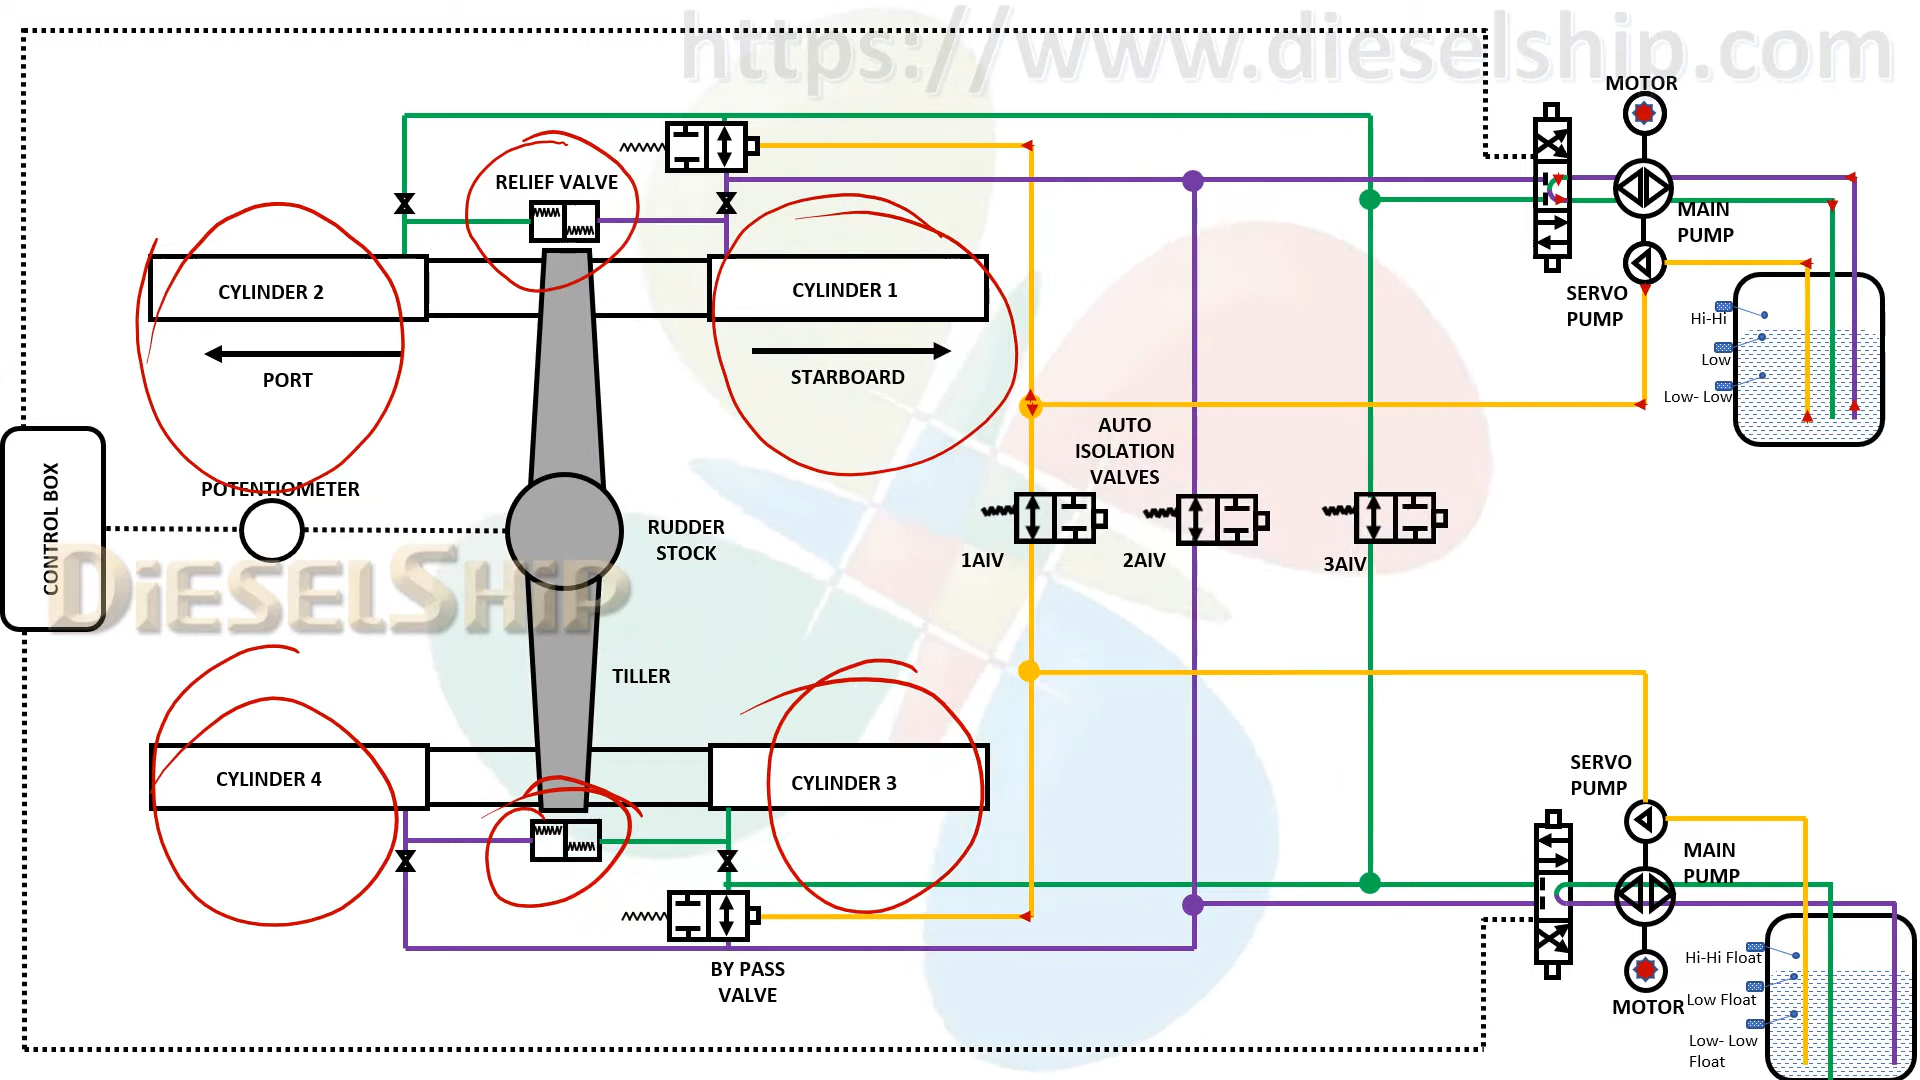 https://www.dieselship.com
MOTOR
RELIEF VALVE
MAIN
PUMP
CYLINDER 2
CYLINDER 1
SERVO
PUMP
Hi-Hi
Low
Low- Low
PORT
STARBOARD
AUTO
ISOLATION
VALVES
CONTROL BOX
POTENTIOMETER
RUDDER
STOCK
1AIV
2AIV
3AIV
DIESELSHIP
TILLER
CYLINDER 4
CYLINDER 3
SERVO
PUMP
MAIN
PUMP
BY PASS
VALVE
MOTOR
Hi-Hi Float
Low Float
Low- Low
Float